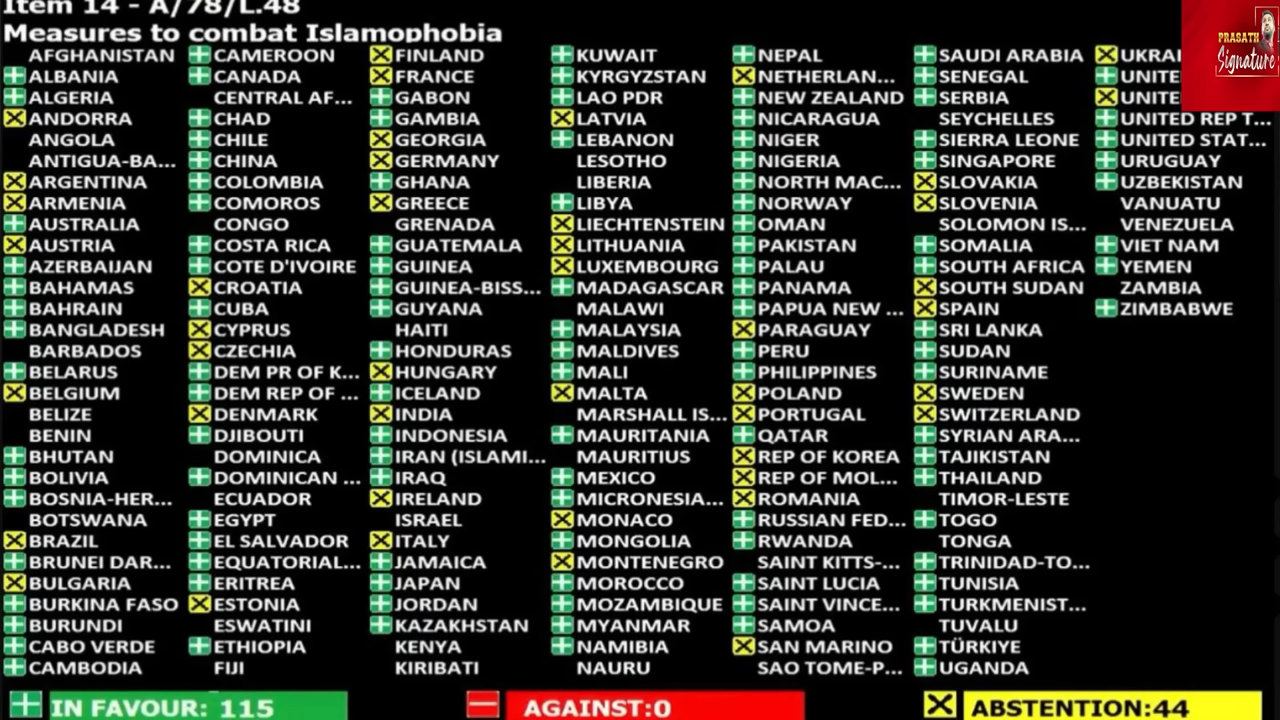 Item 14 - A/78/L.48
Measures to combat Islamophobia
AFGHANISTAN
ALBANIA
ALGERIA
ANDORRA
ANGOLA
ANTIGUA-BA...
ARGENTINA
ARMENIA
AUSTRALIA
AUSTRIA
AZERBAIJAN
BAHAMAS
BAHRAIN
BANGLADESH
BARBADOS
BELARUS
BELGIUM
BELIZE
BENIN
BHUTAN
BOLIVIA
BOSNIA-HER...
BOTSWANA
BRAZIL
BRUNEI DAR...
BULGARIA
BURKINA FASO
BURUNDI
CABO VERDE
CAMBODIA
CAMEROON
CANADA
CENTRAL AF...
CHAD
CHILE
CHINA
COLOMBIA
COMOROS
CONGO
COSTA RICA
COTE D'IVOIRE
CROATIA
CUBA
CYPRUS
CZECHIA
DEM PR OF K...
DEM REP OF ...
DENMARK
DJIBOUTI
DOMINICA
DOMINICAN ...
ECUADOR
EGYPT
EL SALVADOR
EQUATORIAL...
ERITREA
ESTONIA
ESWATINI
ETHIOPIA
FIJI
FINLAND
FRANCE
GABON
GAMBIA
GEORGIA
GERMANY
GHANA
GREECE
GRENADA
GUATEMALA
GUINEA
GUINEA-BISS...
GUYANA
HAITI
HONDURAS
HUNGARY
ICELAND
INDIA
INDONESIA
IRAN (ISLAMI...
IRAQ
IRELAND
ISRAEL
ITALY
JAMAICA
JAPAN
JORDAN
KAZAKHSTAN
KENYA
KIRIBATI
KUWAIT
KYRGYZSTAN
LAO PDR
LATVIA
LEBANON
LESOTHO
LIBERIA
LIBYA
LIECHTENSTEIN
LITHUANIA
LUXEMBOURG
MADAGASCAR
MALAWI
MALAYSIA
MALDIVES
MALI
MALTA
MARSHALL IS...
MAURITANIA
MAURITIUS
MEXICO
MICRONESIA...
MONACO
MONGOLIA
MONTENEGRO
MOROCCO
MOZAMBIQUE
MYANMAR
NAMIBIA
NAURU
NEPAL
NETHERLAN...
NEW ZEALAND
NICARAGUA
NIGER
NIGERIA
NORTH MAC...
NORWAY
OMAN
PAKISTAN
PALAU
PANAMA
PAPUA NEW ...
PARAGUAY
PERU
PHILIPPINES
POLAND
PORTUGAL
QATAR
REP OF KOREA
REP OF MOL...
ROMANIA
RUSSIAN FED...
RWANDA
SAINT KITTS-...
SAINT LUCIA
SAINT VINCE...
SAMOA
SAN MARINO
SAO TOME-P...
SAUDI ARABIA
SENEGAL
SERBIA
SEYCHELLES
SIERRA LEONE
SINGAPORE
SLOVAKIA
SLOVENIA
SOLOMON IS...
SOMALIA
SOUTH AFRICA
SOUTH SUDAN
SPAIN
SRI LANKA
SUDAN
SURINAME
SWEDEN
SWITZERLAND
SYRIAN ARA...
TAJIKISTAN
THAILAND
TIMOR-LESTE
TOGO
TONGA
TRINIDAD-TO...
TUNISIA
TURKMENIST...
TUVALU
TÜRKIYE
UGANDA
UKRAI
UNITE
UNITE
UNITED REP T...
UNITED STAT...
URUGUAY
UZBEKISTAN
VANUATU
VENEZUELA
VIET NAM
YEMEN
ZAMBIA
ZIMBABWE
PRASATH
Signature
IN FAVOUR: 115
AGAINST:0
ABSTENTION:44